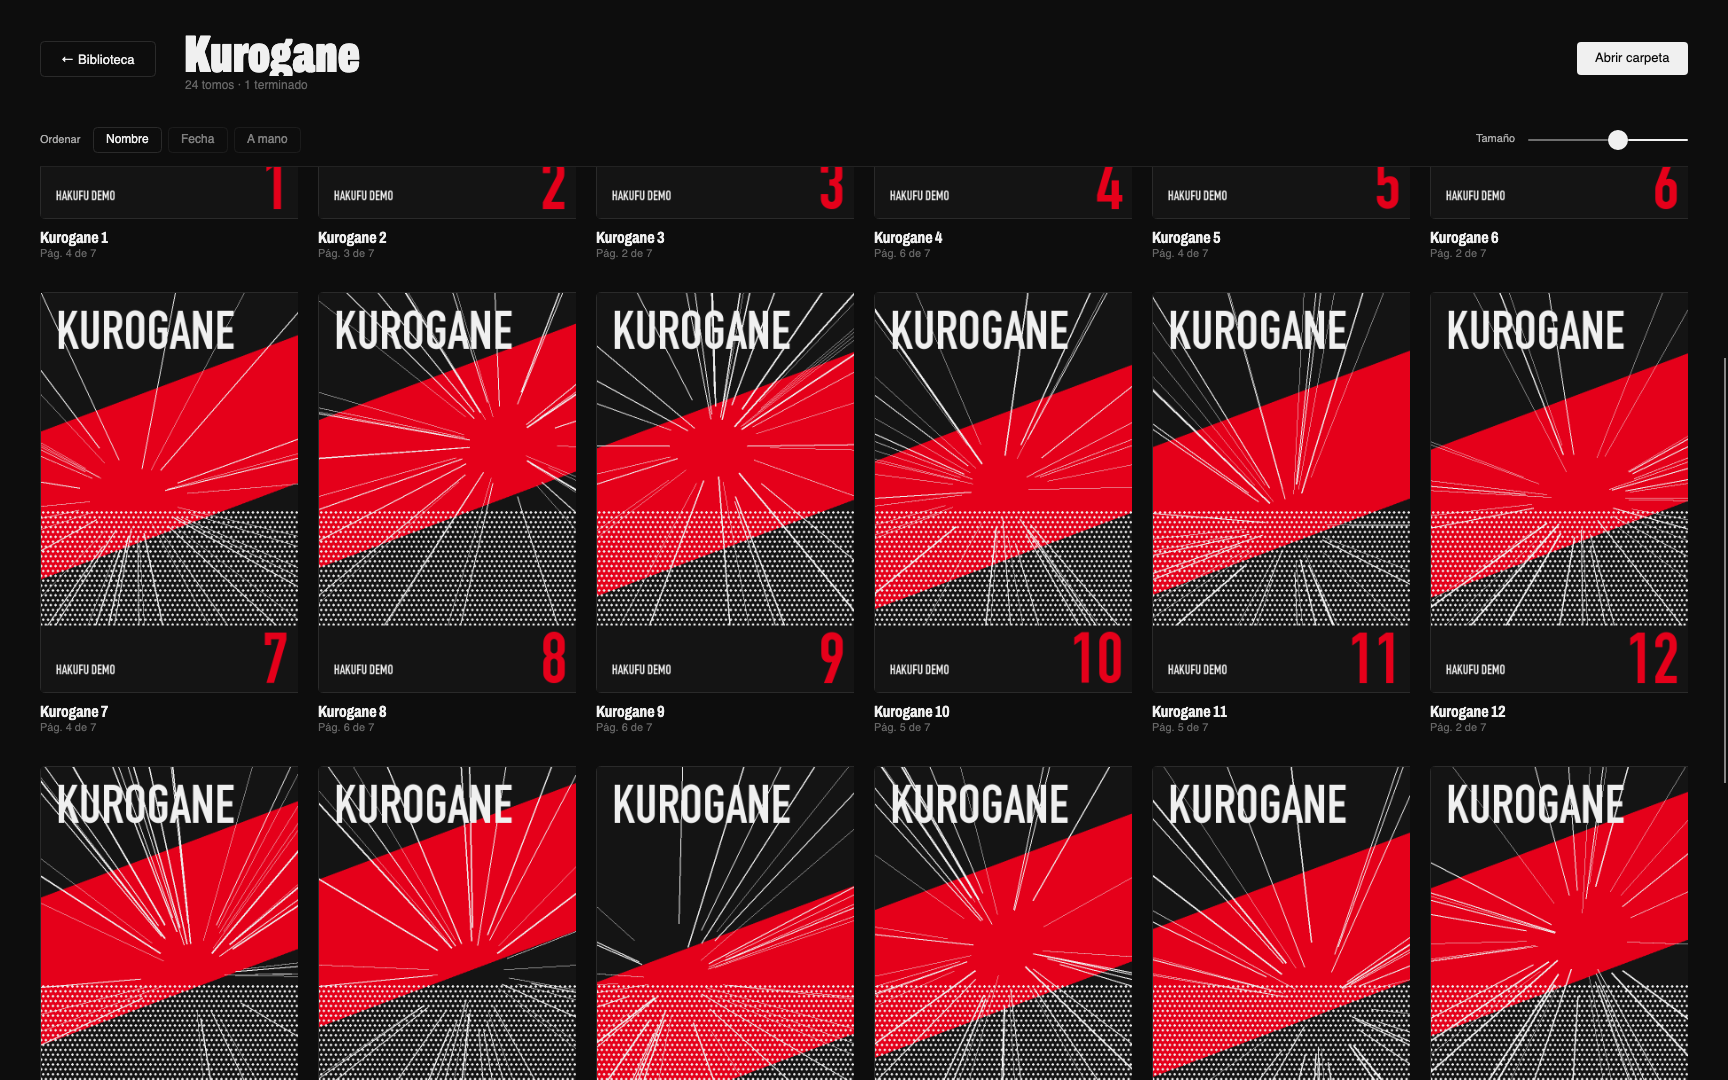 ← Biblioteca
Kurogane
24 tomos · 1 terminado
Abrir carpeta
Ordenar Nombre Fecha A mano
Tamaño
HAKUFU DEMO 1
HAKUFU DEMO 2
HAKUFU DEMO 3
HAKUFU DEMO 4
HAKUFU DEMO 5
HAKUFU DEMO 6
Kurogane 1
Pág. 4 de 7
Kurogane 2
Pág. 3 de 7
Kurogane 3
Pág. 2 de 7
Kurogane 4
Pág. 6 de 7
Kurogane 5
Pág. 4 de 7
Kurogane 6
Pág. 2 de 7
KUROGANE
HAKUFU DEMO 7
Kurogane 7
Pág. 4 de 7
KUROGANE
HAKUFU DEMO 8
Kurogane 8
Pág. 6 de 7
KUROGANE
HAKUFU DEMO 9
Kurogane 9
Pág. 6 de 7
KUROGANE
HAKUFU DEMO 10
Kurogane 10
Pág. 5 de 7
KUROGANE
HAKUFU DEMO 11
Kurogane 11
Pág. 5 de 7
KUROGANE
HAKUFU DEMO 12
Kurogane 12
Pág. 2 de 7
KUROGANE
KUROGANE
KUROGANE
KUROGANE
KUROGANE
KUROGANE